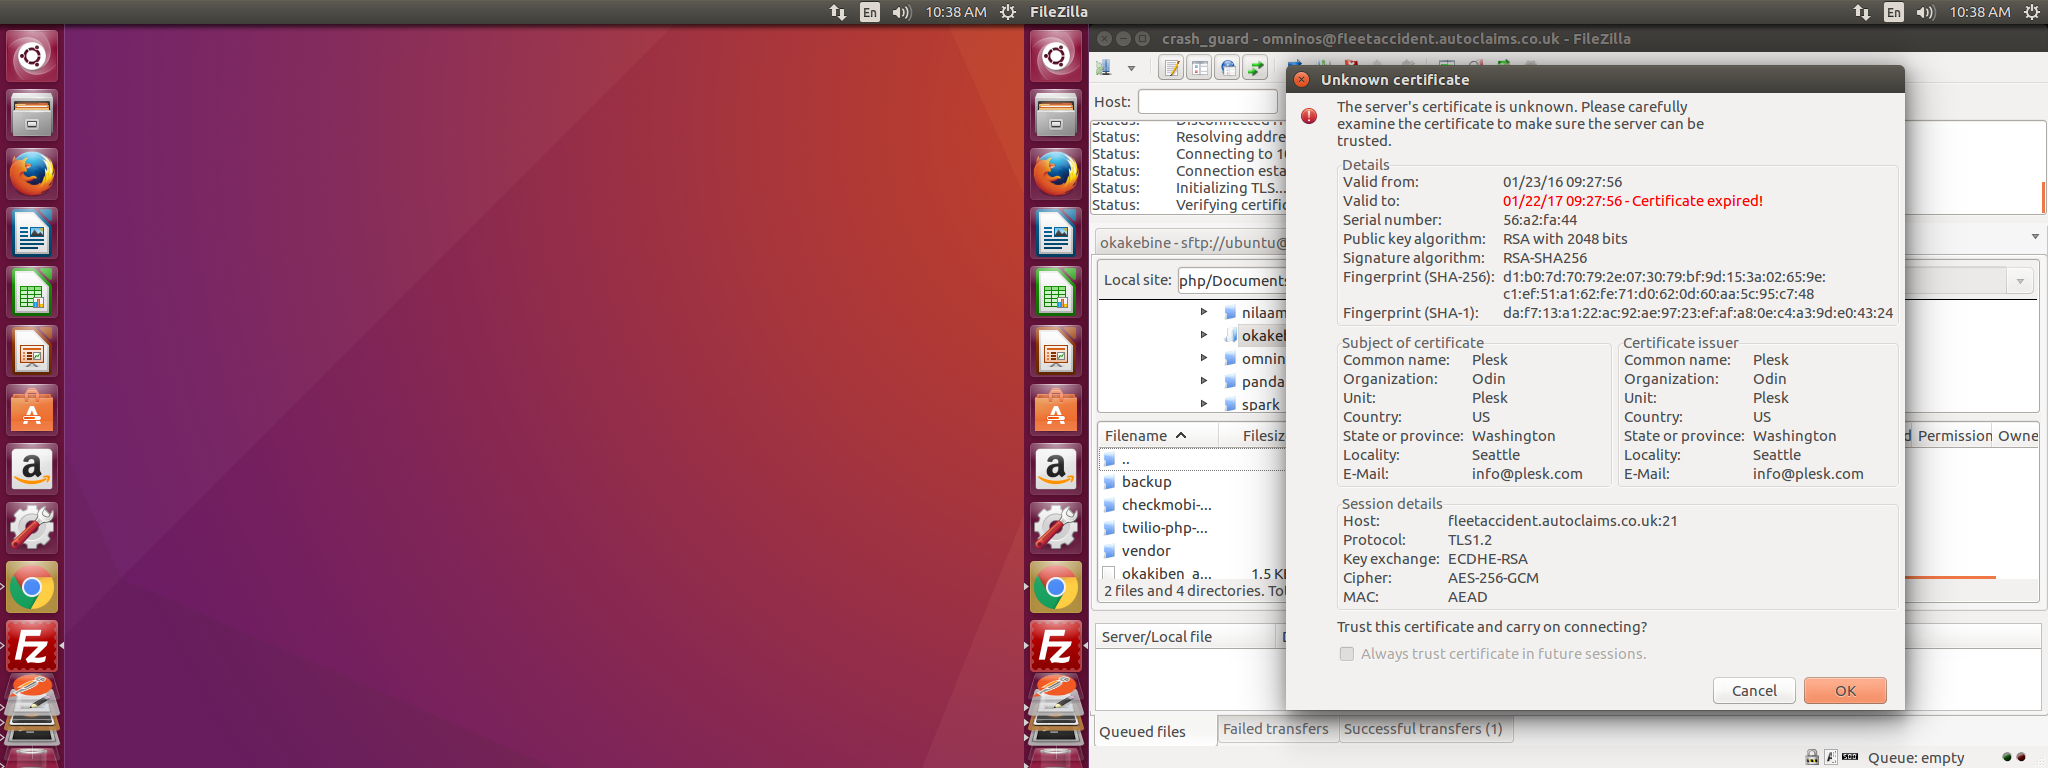 En
10:38 AM
FileZilla
En
10:38 AM
crash_guard - omninos@fleetaccident.autoclaims.co.uk - FileZilla
Host:
Status:
Status: Resolving addre
Status: Connecting to 1
Status: Connection esta
Status: Initializing TLS...
Status: Verifying certific
okakebine - sftp://ubuntu@
Local site: php/Documents
nilaam
okakel
omnin
panda
spark
Filename Filesiz
..
backup
checkmobi-...
twilio-php-...
vendor
okakiben_a... 1.5 K
2 files and 4 directories. Tot
Permission Owne
Server/Local file
Queued files Failed transfers Successful transfers (1)
Queue: empty
Unknown certificate
The server's certificate is unknown. Please carefully
examine the certificate to make sure the server can be
trusted.
Details
Valid from: 01/23/16 09:27:56
Valid to: 01/22/17 09:27:56 - Certificate expired!
Serial number: 56:a2:fa:44
Public key algorithm: RSA with 2048 bits
Signature algorithm: RSA-SHA256
Fingerprint (SHA-256): d1:b0:7d:70:79:2e:07:30:79:bf:9d:15:3a:02:65:9e:
c1:ef:51:a1:62:fe:71:d0:62:0d:60:aa:5c:95:c7:48
Fingerprint (SHA-1): da:f7:13:a1:22:ac:92:ae:97:23:ef:af:a8:0e:c4:a3:9d:e0:43:24
Subject of certificate
Common name: Plesk
Organization: Odin
Unit: Plesk
Country: US
State or province: Washington
Locality: Seattle
E-Mail: info@plesk.com
Certificate issuer
Common name: Plesk
Organization: Odin
Unit: Plesk
Country: US
State or province: Washington
Locality: Seattle
E-Mail: info@plesk.com
Session details
Host: fleetaccident.autoclaims.co.uk:21
Protocol: TLS1.2
Key exchange: ECDHE-RSA
Cipher: AES-256-GCM
MAC: AEAD
Trust this certificate and carry on connecting?
Always trust certificate in future sessions.
Cancel OK